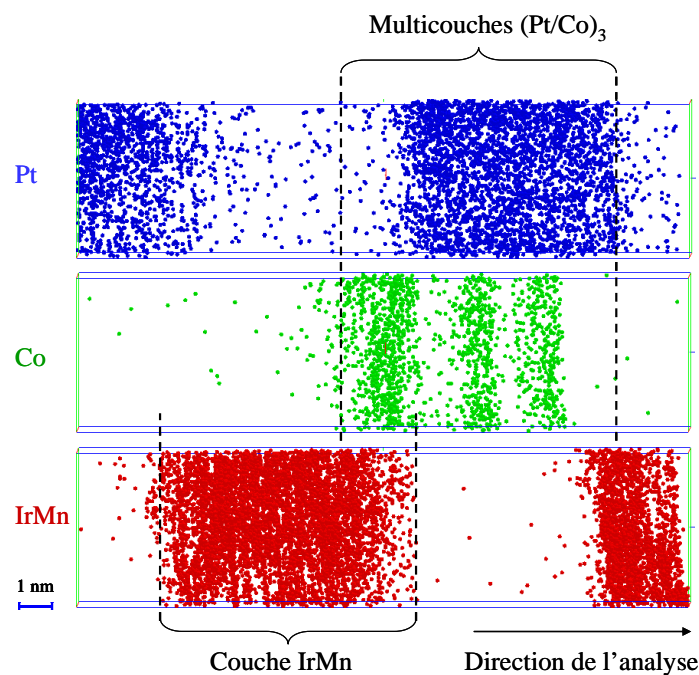 Multicouches (Pt/Co)3
Pt
Co
IrMn
1 nm
Couche IrMn
Direction de l'analyse